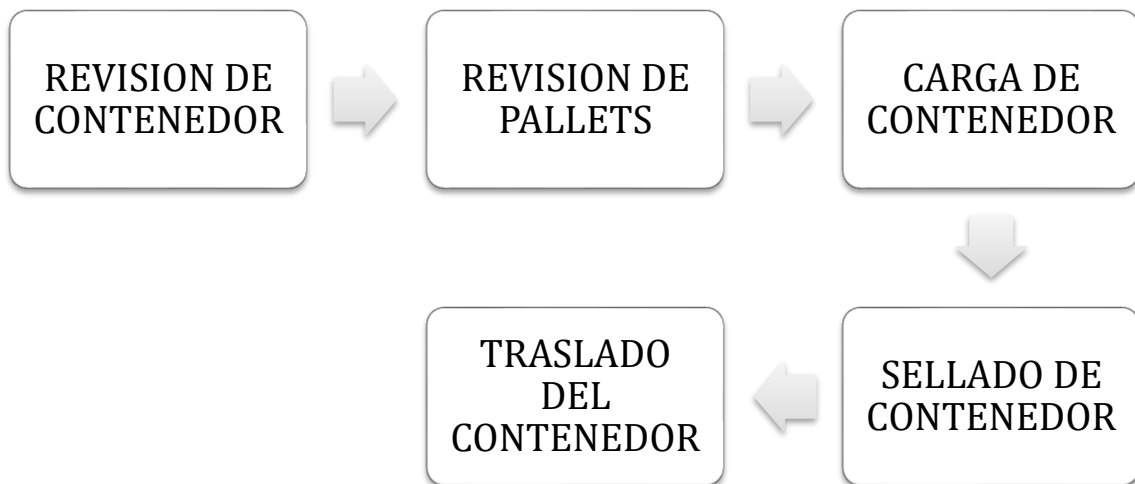 REVISION DE
CONTENEDOR
REVISION DE
PALLETS
CARGA DE
CONTENEDOR
SELLADO DE
CONTENEDOR
TRASLADO
DEL
CONTENEDOR